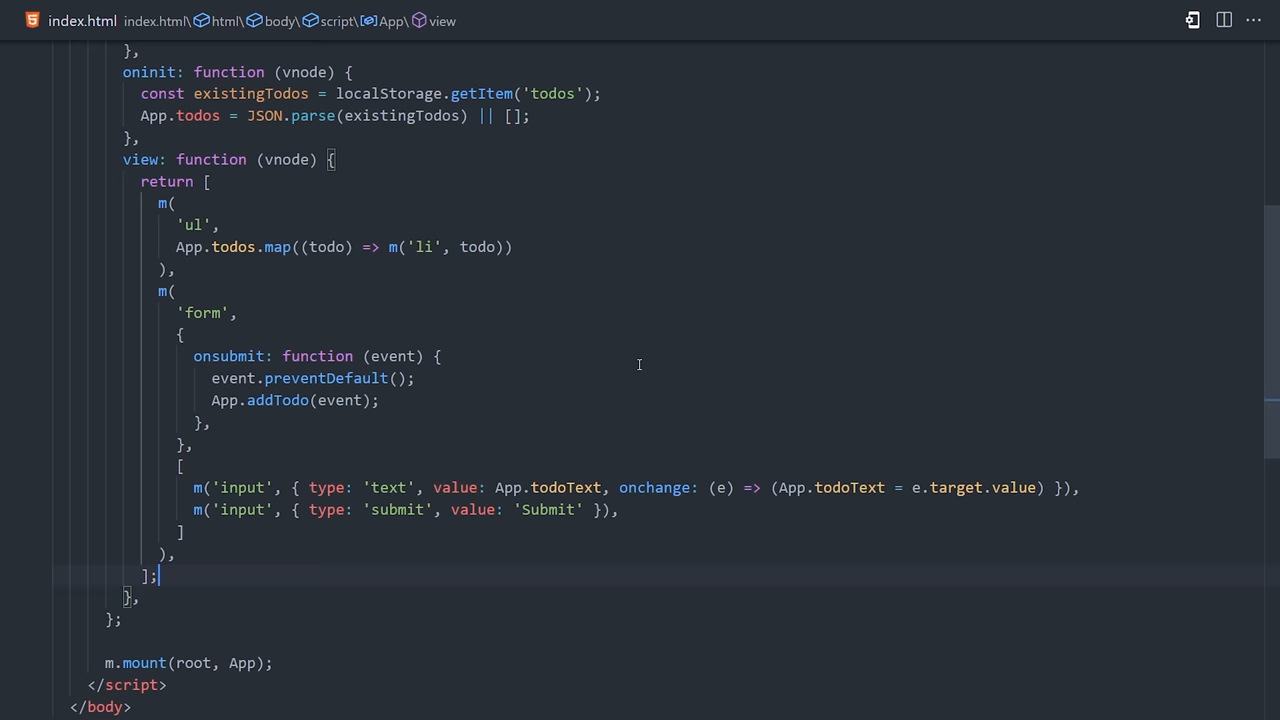 index.html index.html\html\body\script\App\view
},
oninit: function (vnode) {
const existingTodos = localStorage.getItem('todos');
App.todos = JSON.parse(existingTodos) || [];
},
view: function (vnode) {
return [
m(
'ul',
App.todos.map((todo) => m('li', todo))
),
m(
'form',
{
onsubmit: function (event) {
event.preventDefault();
App.addTodo(event);
},
},
[
m('input', { type: 'text', value: App.todoText, onchange: (e) => (App.todoText = e.target.value) }),
m('input', { type: 'submit', value: 'Submit' }),
]
),
];
},
};
m.mount(root, App);
</script>
</body>